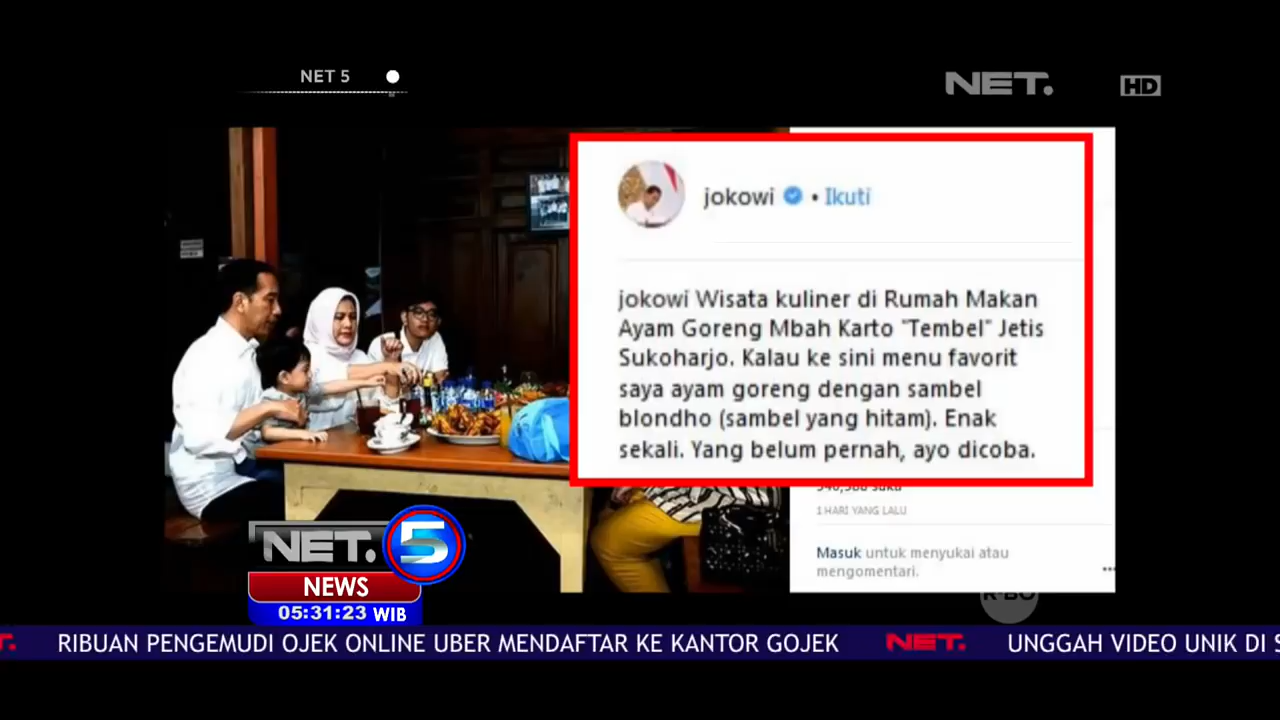 NET 5
NET.
HD
jokowi • Ikuti
jokowi Wisata kuliner di Rumah Makan
Ayam Goreng Mbah Karto "Tembel" Jetis
Sukoharjo. Kalau ke sini menu favorit
saya ayam goreng dengan sambel
blondho (sambel yang hitam). Enak
sekali. Yang belum pernah, ayo dicoba.
suka
1 HARI YANG LALU
Masuk untuk menyukai atau
mengomentari.
•••
R-BO
NET. 5
NEWS
05:31:23 WIB
T. RIBUAN PENGEMUDI OJEK ONLINE UBER MENDAFTAR KE KANTOR GOJEK NET. UNGGAH VIDEO UNIK DI S